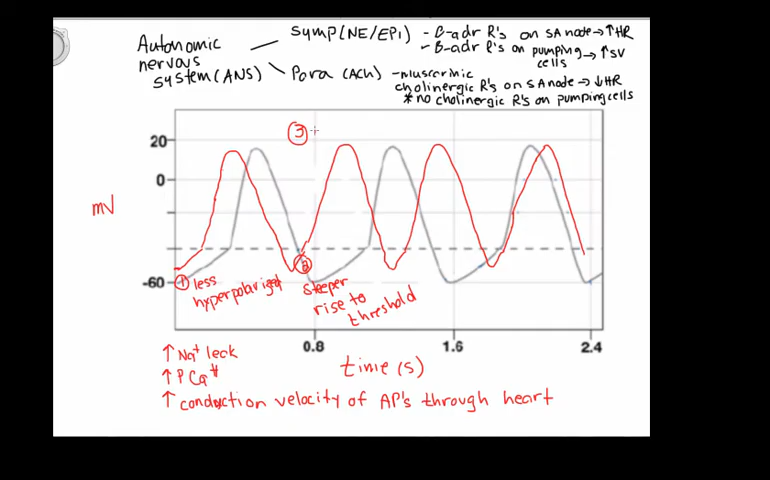 Autonomic
nervous
system (ANS)
symp (NE/EPI) - β-adr R's on SA node → ↑ HR
- β-adr R's on pumping → ↑ SV
cells
Para (ACh) - muscarinic
cholinergic R's on SA node → ↓ HR
* no cholinergic R's on pumping cells
③
20
0
mV
-60
① less
hyperpolarized
② steeper
rise to
threshold
0.8
1.6
2.4
time (s)
↑ Na+ leak
↑ P Ca++
↑ conduction velocity of AP's through heart